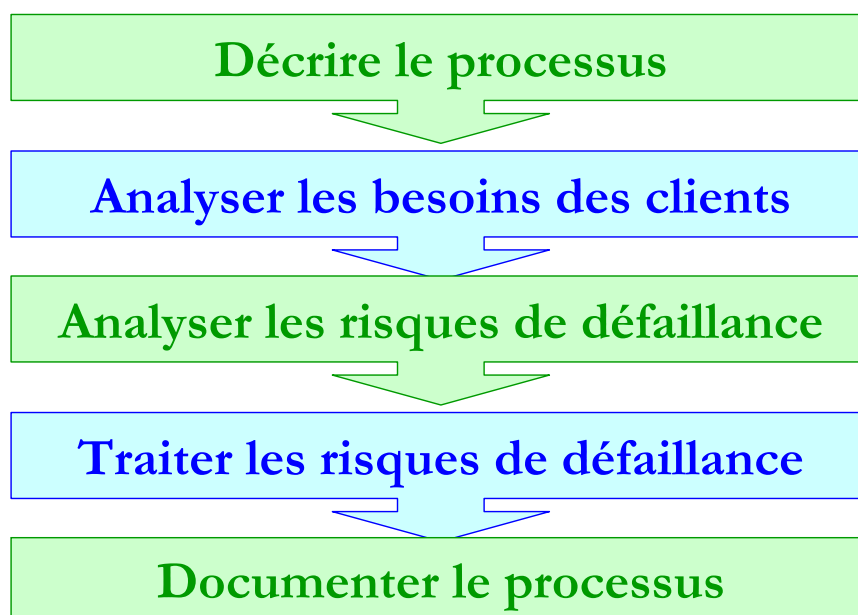 Décrire le processus
Analyser les besoins des clients
Analyser les risques de défaillance
Traiter les risques de défaillance
Documenter le processus